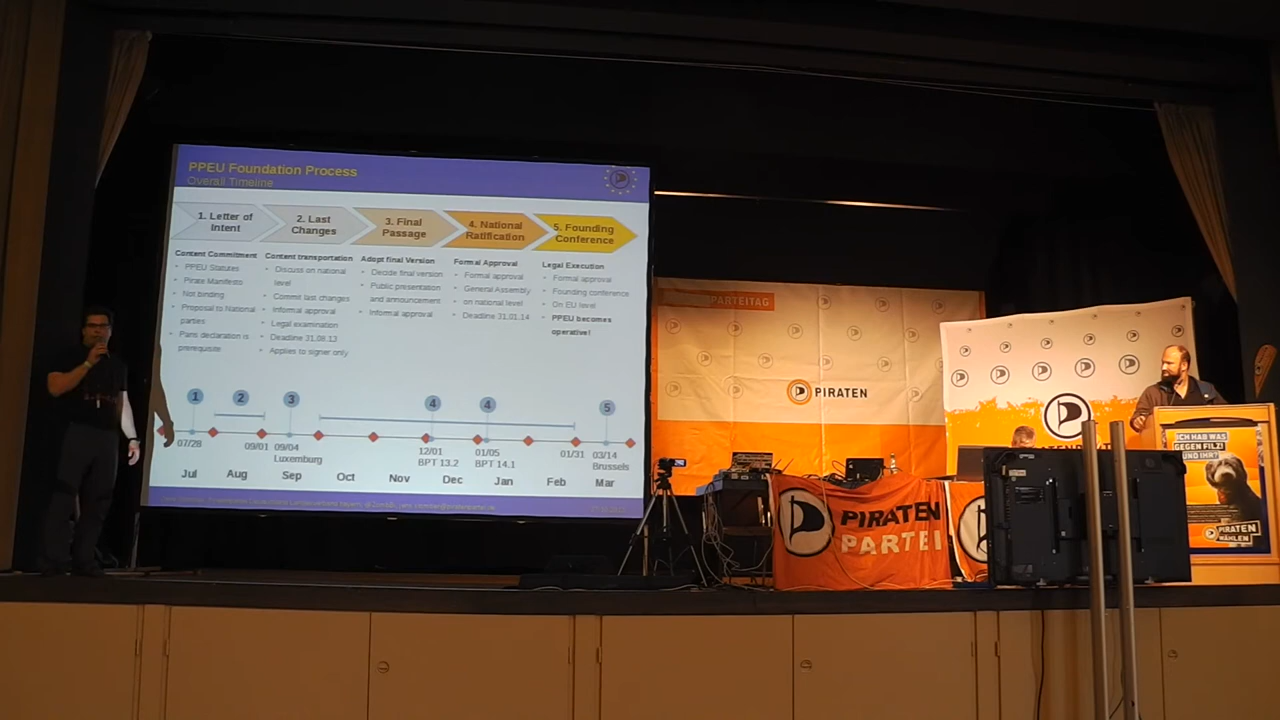 PPEU Foundation Process
Overall Timeline
1. Letter of
Intent
2. Last
Changes
3. Final
Passage
4. National
Ratification
5. Founding
Conference
Content Commitment
PPEU Statutes
Pirate Manifesto
Not binding
Proposal to National
parties
Paris declaration is
prerequisite
Content transportation
Discuss on national
level
Commit last changes
Informal approval
Legal examination
Deadline 31.08.13
Applies to signer only
Adopt final Version
Decide final version
Public presentation
and announcement
Informal approval
Formal Approval
Formal approval
General Assembly
on national level
Deadline 31.01.14
Legal Execution
Formal approval
Founding conference
On EU level
PPEU becomes
operative!
1
2
3
4
4
5
07/28
09/01
09/04
Luxemburg
12/01
BPT 13.2
01/05
BPT 14.1
01/31
03/14
Brussels
Jul
Aug
Sep
Oct
Nov
Dec
Jan
Feb
Mar
PARTEITAG
PIRATEN
PIRATEN
PARTEI
ICH HAB WAS
GEGEN FILZ!
UND IHR?
PIRATEN
WÄHLEN